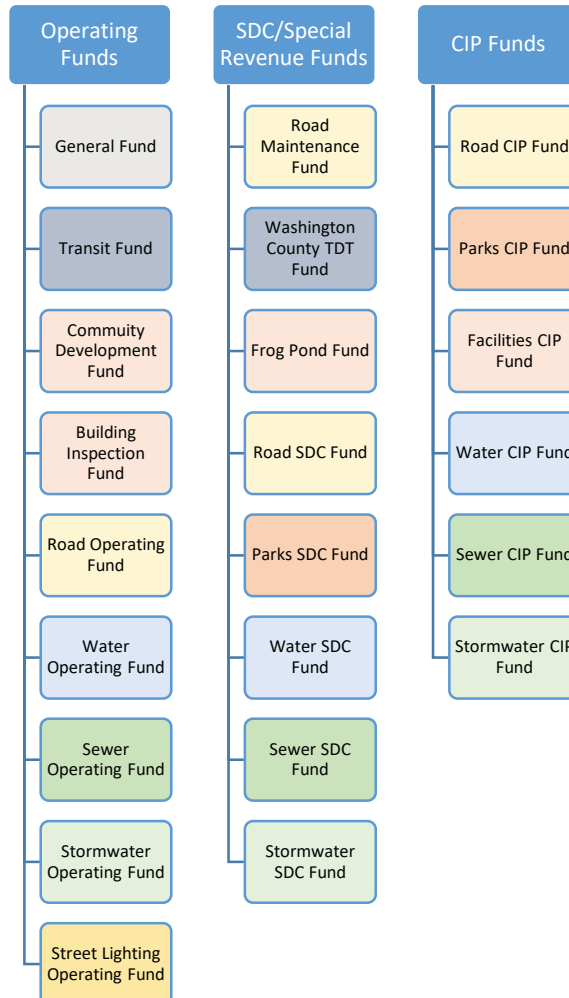 Operating
Funds
General Fund
Transit Fund
Commuity
Development
Fund
Building
Inspection
Fund
Road Operating
Fund
Water
Operating Fund
Sewer
Operating Fund
Stormwater
Operating Fund
Street Lighting
Operating Fund
SDC/Special
Revenue Funds
Road
Maintenance
Fund
Washington
County TDT
Fund
Frog Pond Fund
Road SDC Fund
Parks SDC Fund
Water SDC
Fund
Sewer SDC
Fund
Stormwater
SDC Fund
CIP Funds
Road CIP Fund
Parks CIP Fund
Facilities CIP
Fund
Water CIP Fund
Sewer CIP Fund
Stormwater CIP
Fund